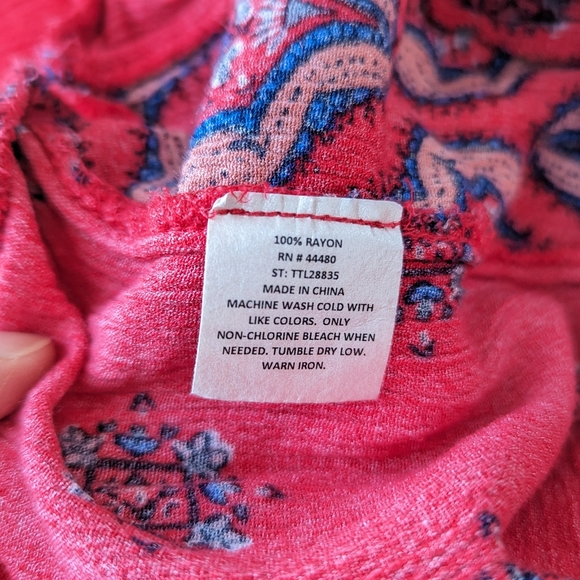 100% RAYON
RN # 44480
ST: TTL28835
MADE IN CHINA
MACHINE WASH COLD WITH
LIKE COLORS. ONLY
NON-CHLORINE BLEACH WHEN
NEEDED. TUMBLE DRY LOW.
WARN IRON.